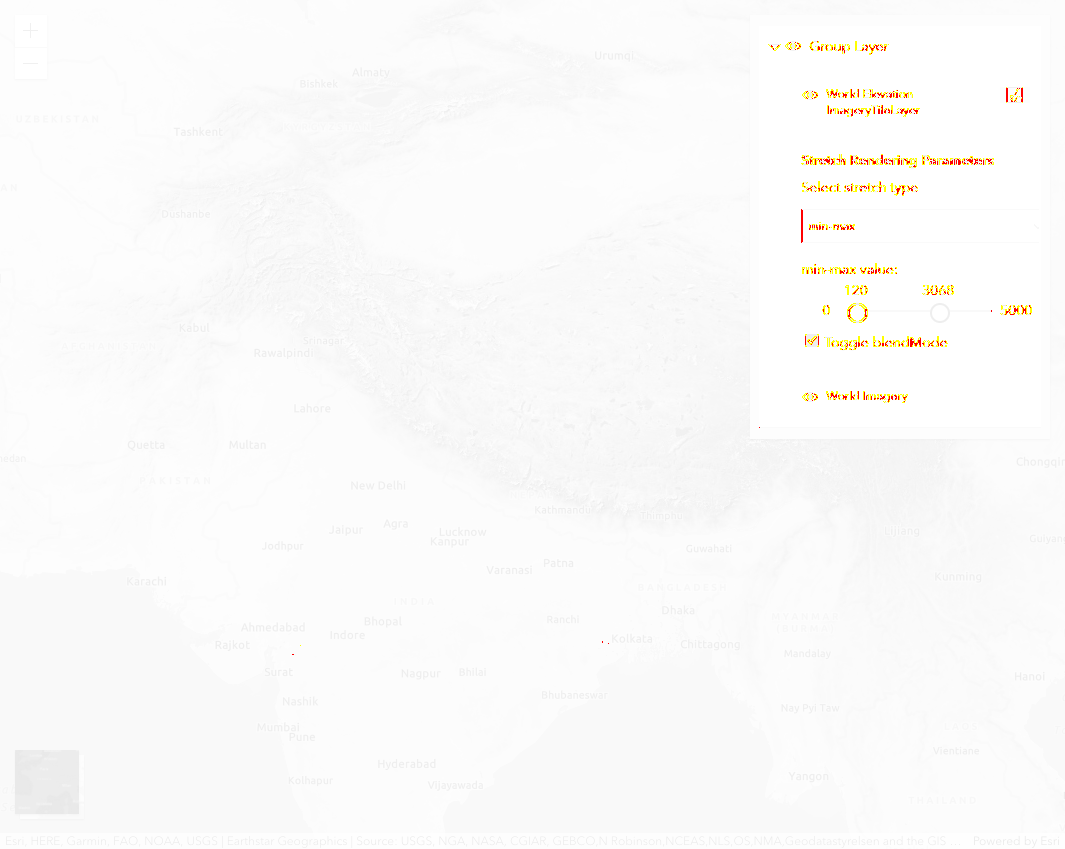 Group Layer
World Elevation
ImageryTileLayer
Stretch Rendering Parameters
Select stretch type
min-max
min-max value:
120 3068
0 5000
Toggle blendMode
World Imagery
Urumqi
Almaty
Bishkek
UZBEKISTAN
Tashkent
Dushanbe
Kabul
Srinagar
Rawalpindi
Lahore
Quetta
Multan
PAKISTAN
Chongqin
New Delhi
Kathmandu
Thimphu
Jaipur
Agra
Lucknow
Kanpur
Jodhpur
Guwahati
Lijiang
Guiyang
Varanasi
Patna
Karachi
Kunming
BANGLADESH
INDIA
Dhaka
Ranchi
MYANMAR
(BURMA)
Ahmedabad
Bhopal
Indore
Kolkata
Chittagong
Rajkot
Mandalay
Surat
Nagpur
Bhilai
Hanoi
Bhubaneswar
Nashik
Nay Pyi Taw
Mumbai
Pune
Vientiane
Hyderabad
Yangon
Kolhapur
Vijayawada
THAILAND
Esri, HERE, Garmin, FAO, NOAA, USGS | Earthstar Geographics | Source: USGS, NGA, NASA, CGIAR, GEBCO,N Robinson,NCEAS,NLS,OS,NMA,Geodatastyrelsen and the GIS ... Powered by Esri